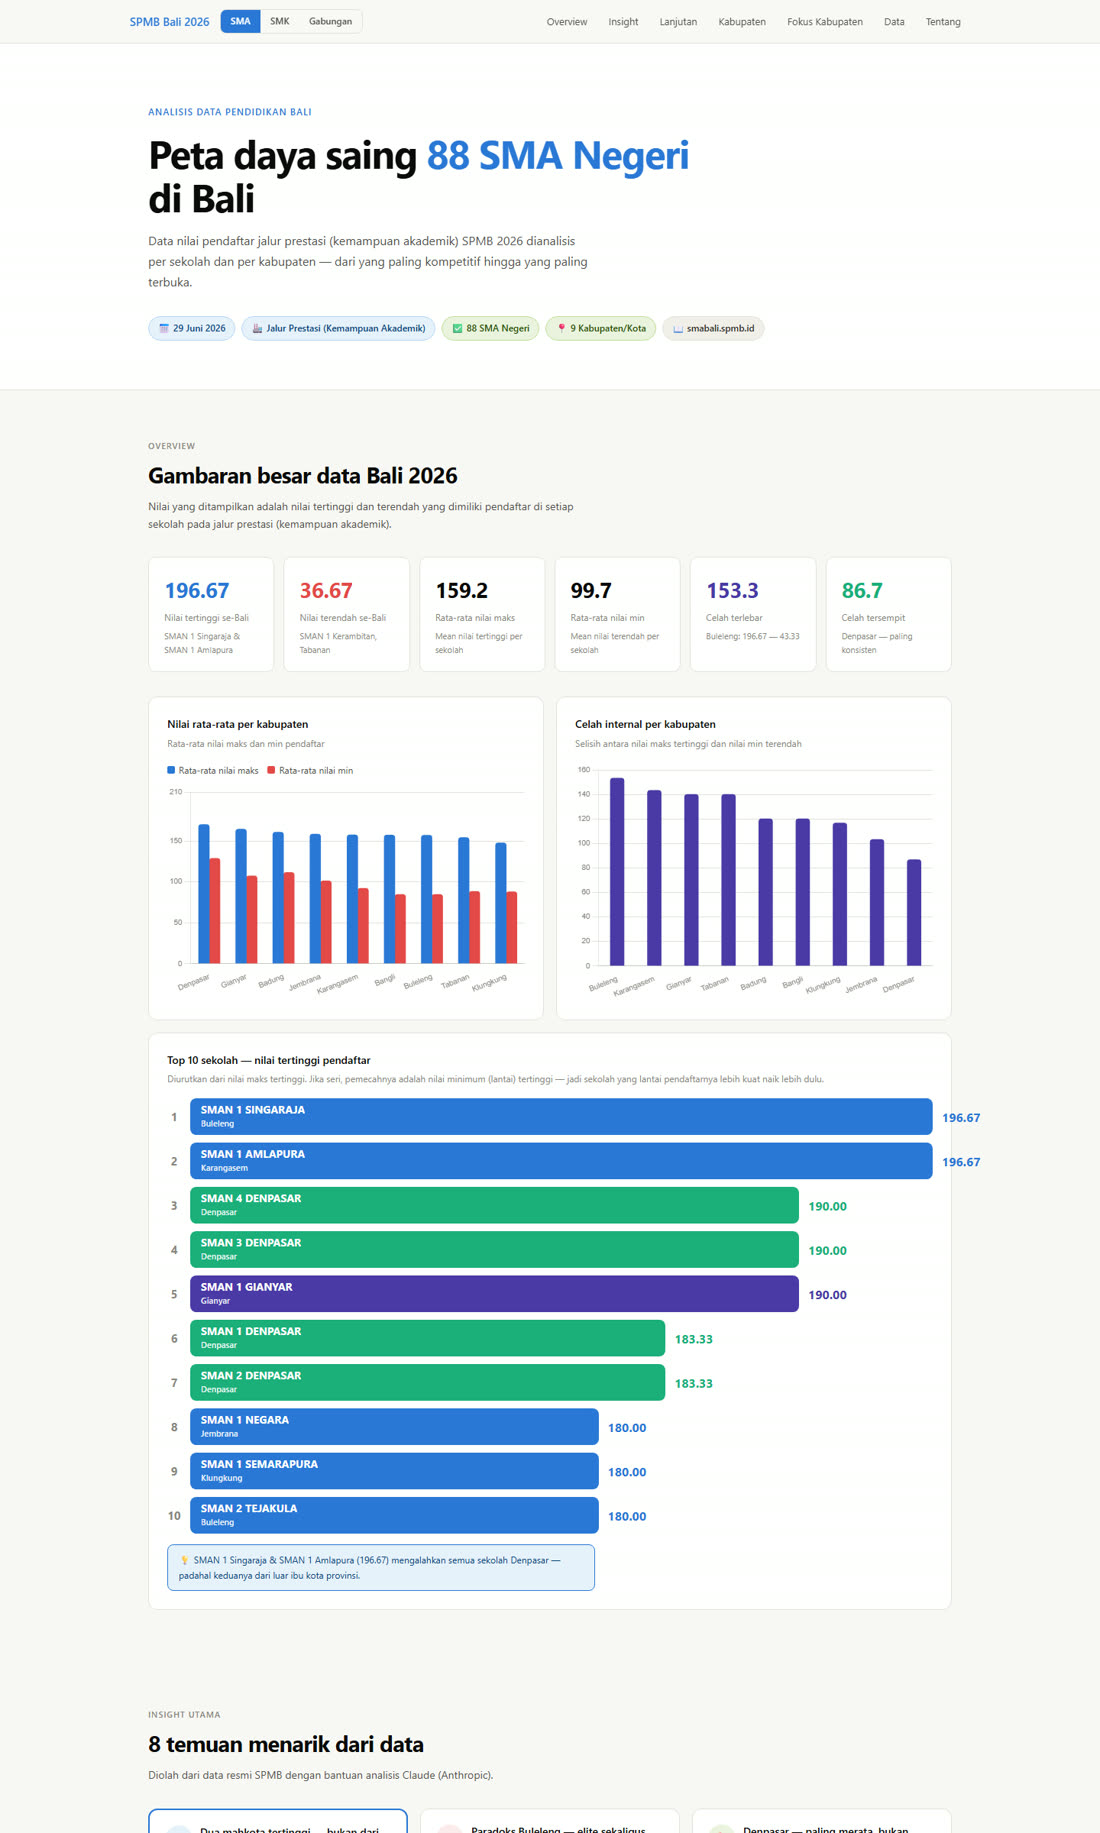 SPMB Bali 2026
SMA
SMK
Gabungan
Overview
Insight
Lanjutan
Kabupaten
Fokus Kabupaten
Data
Tentang
ANALISIS DATA PENDIDIKAN BALI
Peta daya saing 88 SMA Negeri
di Bali
Data nilai pendaftar jalur prestasi (kemampuan akademik) SPMB 2026 dianalisis
per sekolah dan per kabupaten — dari yang paling kompetitif hingga yang paling
terbuka.
29 Juni 2026
Jalur Prestasi (Kemampuan Akademik)
88 SMA Negeri
9 Kabupaten/Kota
smabali.spmb.id
OVERVIEW
Gambaran besar data Bali 2026
Nilai yang ditampilkan adalah nilai tertinggi dan terendah yang dimiliki pendaftar di setiap
sekolah pada jalur prestasi (kemampuan akademik).
196.67
Nilai tertinggi se-Bali
SMAN 1 Singaraja &
SMAN 1 Amlapura
36.67
Nilai terendah se-Bali
SMAN 1 Kerambitan,
Tabanan
159.2
Rata-rata nilai maks
Mean nilai tertinggi per
sekolah
99.7
Rata-rata nilai min
Mean nilai terendah per
sekolah
153.3
Celah terlebar
Buleleng: 196.67 — 43.33
86.7
Celah tersempit
Denpasar — paling
konsisten
Nilai rata-rata per kabupaten
Rata-rata nilai maks dan min pendaftar
Rata-rata nilai maks
Rata-rata nilai min
210
150
100
50
0
Denpasar
Gianyar
Badung
Jembrana
Karangasem
Bangli
Buleleng
Tabanan
Klungkung
Celah internal per kabupaten
Selisih antara nilai maks tertinggi dan nilai min terendah
160
140
120
100
80
60
40
20
0
Buleleng
Karangasem
Gianyar
Tabanan
Badung
Bangli
Klungkung
Jembrana
Denpasar
Top 10 sekolah — nilai tertinggi pendaftar
Diurutkan dari nilai maks tertinggi. Jika seri, pemecahnya adalah nilai minimum (lantai) tertinggi — jadi sekolah yang lantai pendaftarnya lebih kuat naik lebih dulu.
1
SMAN 1 SINGARAJA
Buleleng
196.67
2
SMAN 1 AMLAPURA
Karangasem
196.67
3
SMAN 4 DENPASAR
Denpasar
190.00
4
SMAN 3 DENPASAR
Denpasar
190.00
5
SMAN 1 GIANYAR
Gianyar
190.00
6
SMAN 1 DENPASAR
Denpasar
183.33
7
SMAN 2 DENPASAR
Denpasar
183.33
8
SMAN 1 NEGARA
Jembrana
180.00
9
SMAN 1 SEMARAPURA
Klungkung
180.00
10
SMAN 2 TEJAKULA
Buleleng
180.00
SMAN 1 Singaraja & SMAN 1 Amlapura (196.67) mengalahkan semua sekolah Denpasar —
padahal keduanya dari luar ibu kota provinsi.
INSIGHT UTAMA
8 temuan menarik dari data
Diolah dari data resmi SPMB dengan bantuan analisis Claude (Anthropic).
Dua mahkota tertinggi — bukan dari
Paradoks Buleleng — elite sekaligus
Denpasar — paling merata, bukan